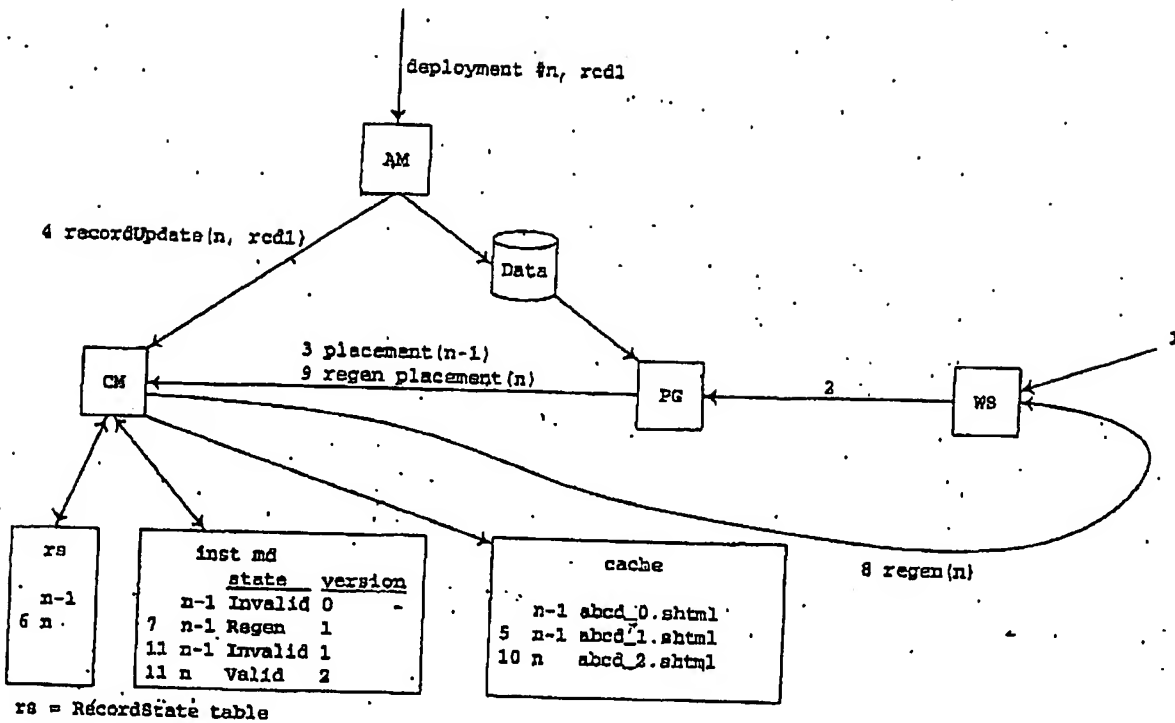 deployment #n, rcd1
AM
4 recordUpdate(n, rcd1)
Data
3 placement(n-1)
9 regen placement(n)
CM
PG
2
WS
1
rs
n-1
6 n
inst md
state version
n-1 Invalid 0
7 n-1 Regen 1
11 n-1 Invalid 1
11 n Valid 2
cache
n-1 abcd_0.shtml
5 n-1 abcd_1.shtml
10 n abcd_2.shtml
8 regen(n)
rs = RecordState table